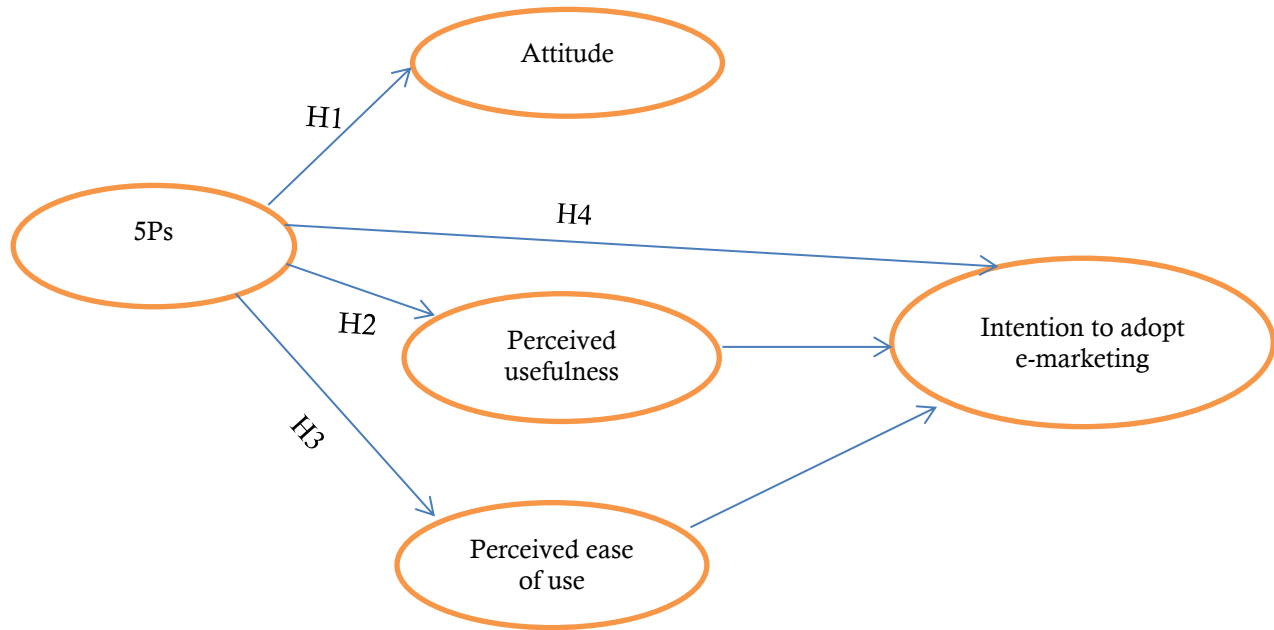 Attitude
H1
5Ps
H4
H2
Perceived
usefulness
Intention to adopt
e-marketing
H3
Perceived ease
of use